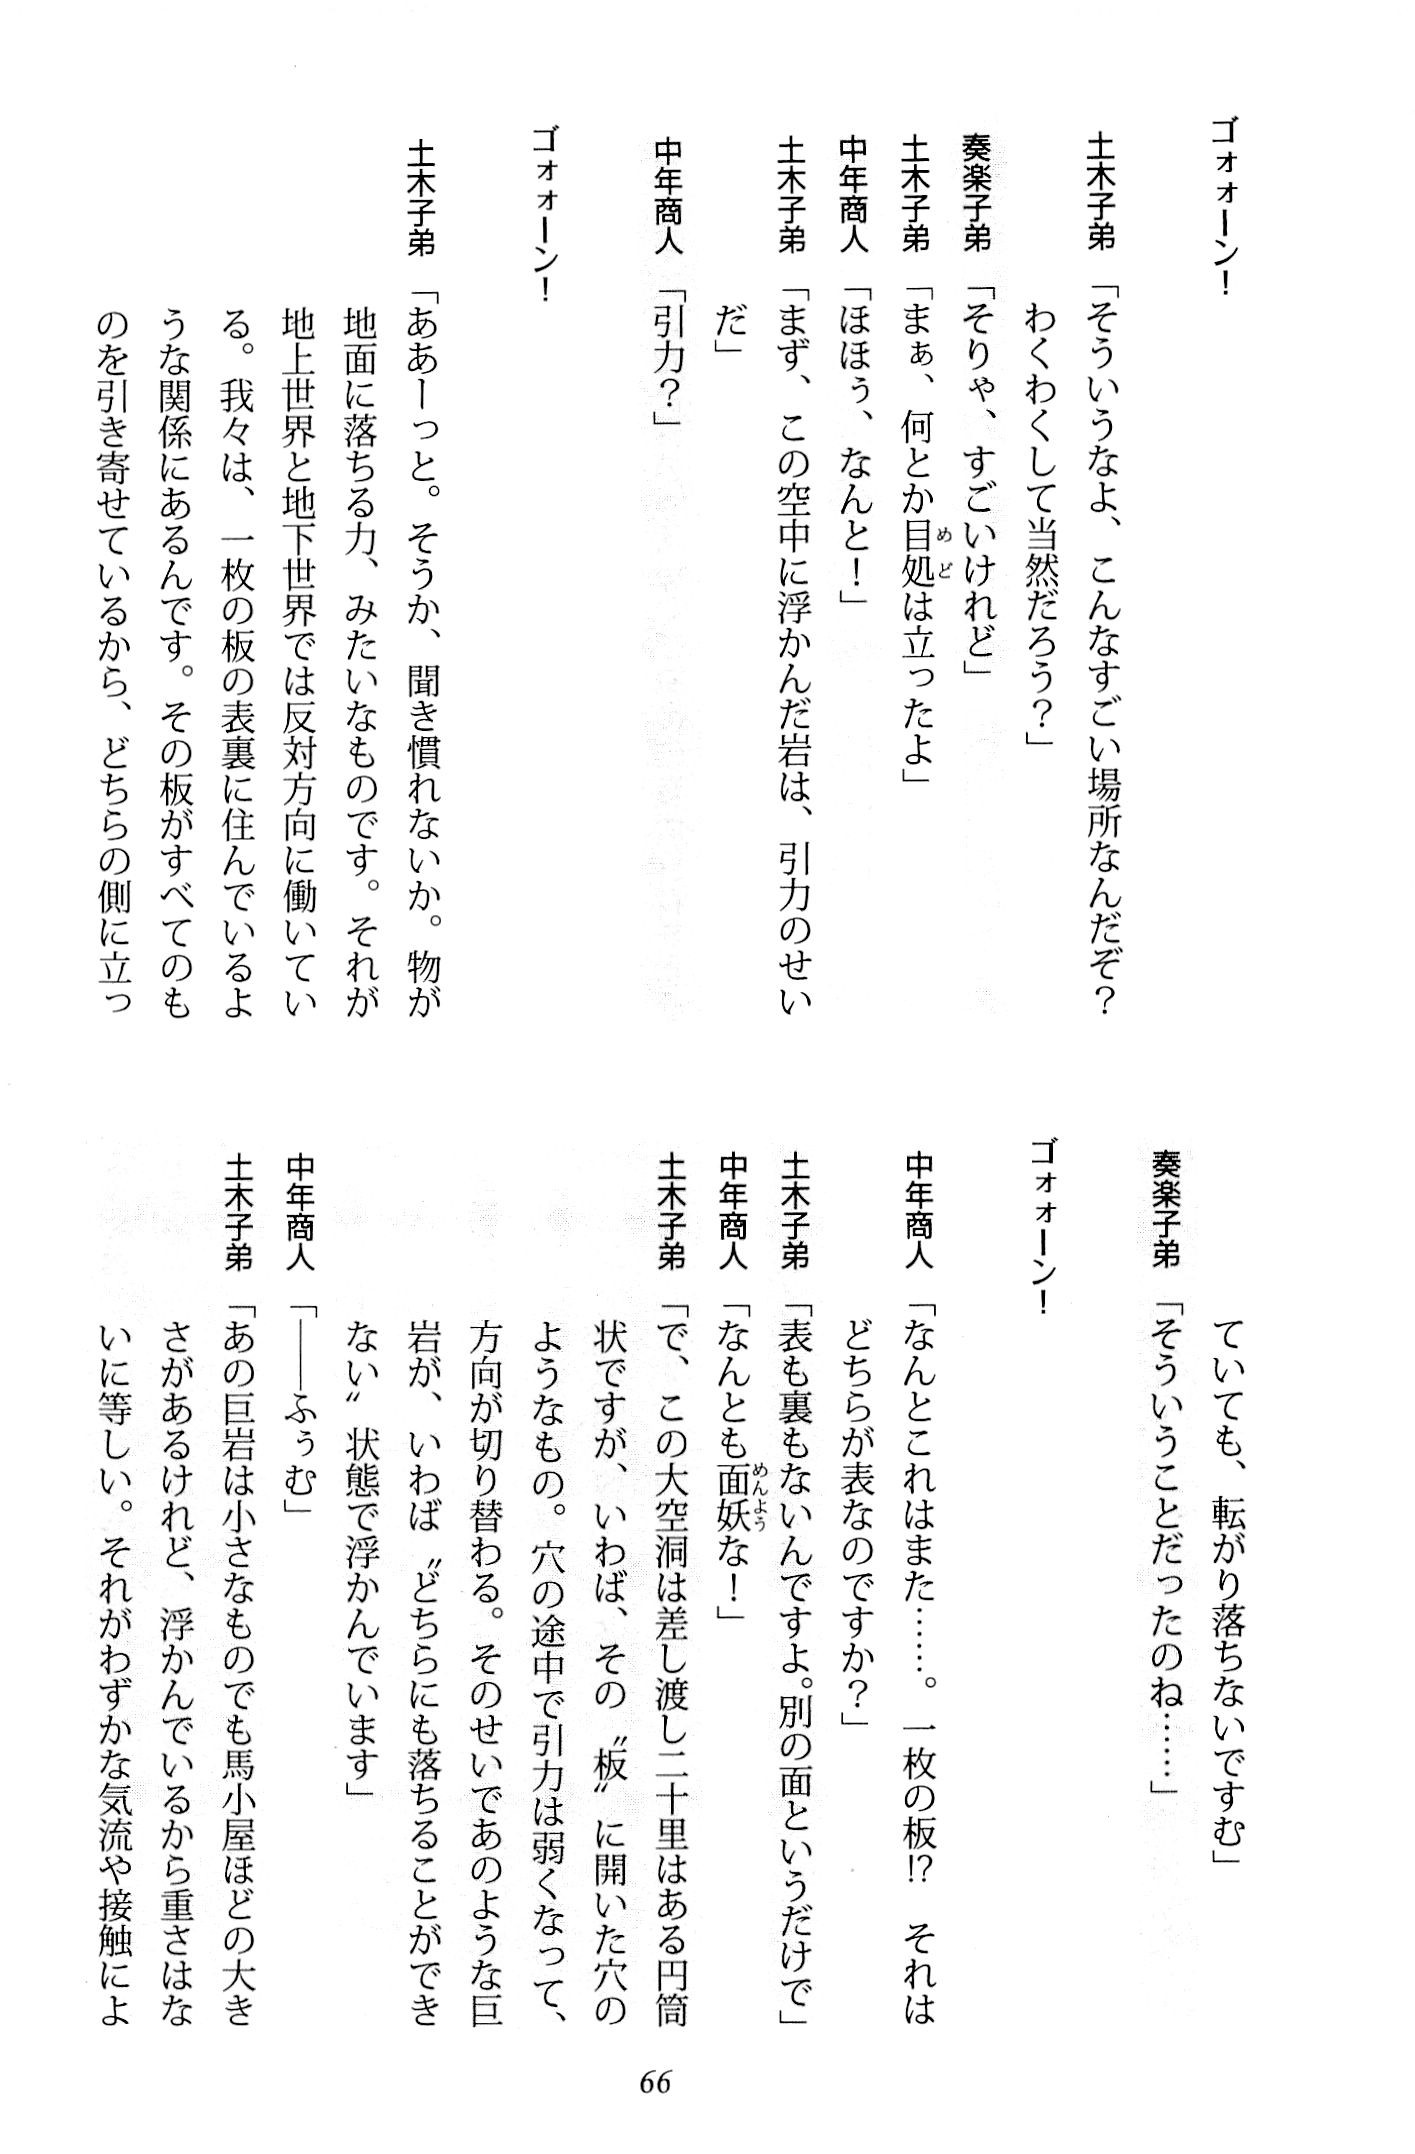 ゴォォーン！
土木子弟「そういうなよ、こんなすごい場所なんだぞ？
わくわくして当然だろう？」
奏楽子弟「そりゃ、すごいけれど」
土木子弟「まぁ、何とか目処は立ったよ」
中年商人「ほほぅ、なんと！」
土木子弟「まず、この空中に浮かんだ岩は、引力のせい
だ」
中年商人「引力？」
ゴォォーン！
土木子弟「ああーっと。そうか、聞き慣れないか。物が
地面に落ちる力、みたいなものです。それが
地上世界と地下世界では反対方向に働いてい
る。我々は、一枚の板の表裏に住んでいるよ
うな関係にあるんです。その板がすべてのも
のを引き寄せているから、どちらの側に立っ
ていても、転がり落ちないですむ」
奏楽子弟「そういうことだったのね……」
ゴォォーン！
中年商人「なんとこれはまた……。一枚の板!?　それは
どちらが表なのですか？」
土木子弟「表も裏もないんですよ。別の面というだけで」
中年商人「なんとも面妖な！」
土木子弟「で、この大空洞は差し渡し二十里はある円筒
状ですが、いわば、その〝板〟に開いた穴の
ようなもの。穴の途中で引力は弱くなって、
方向が切り替わる。そのせいであのような巨
岩が、いわば〝どちらにも落ちることができ
ない〟状態で浮かんでいます」
中年商人「――ふぅむ」
土木子弟「あの巨岩は小さなものでも馬小屋ほどの大き
さがあるけれど、浮かんでいるから重さはな
いに等しい。それがわずかな気流や接触によ
66